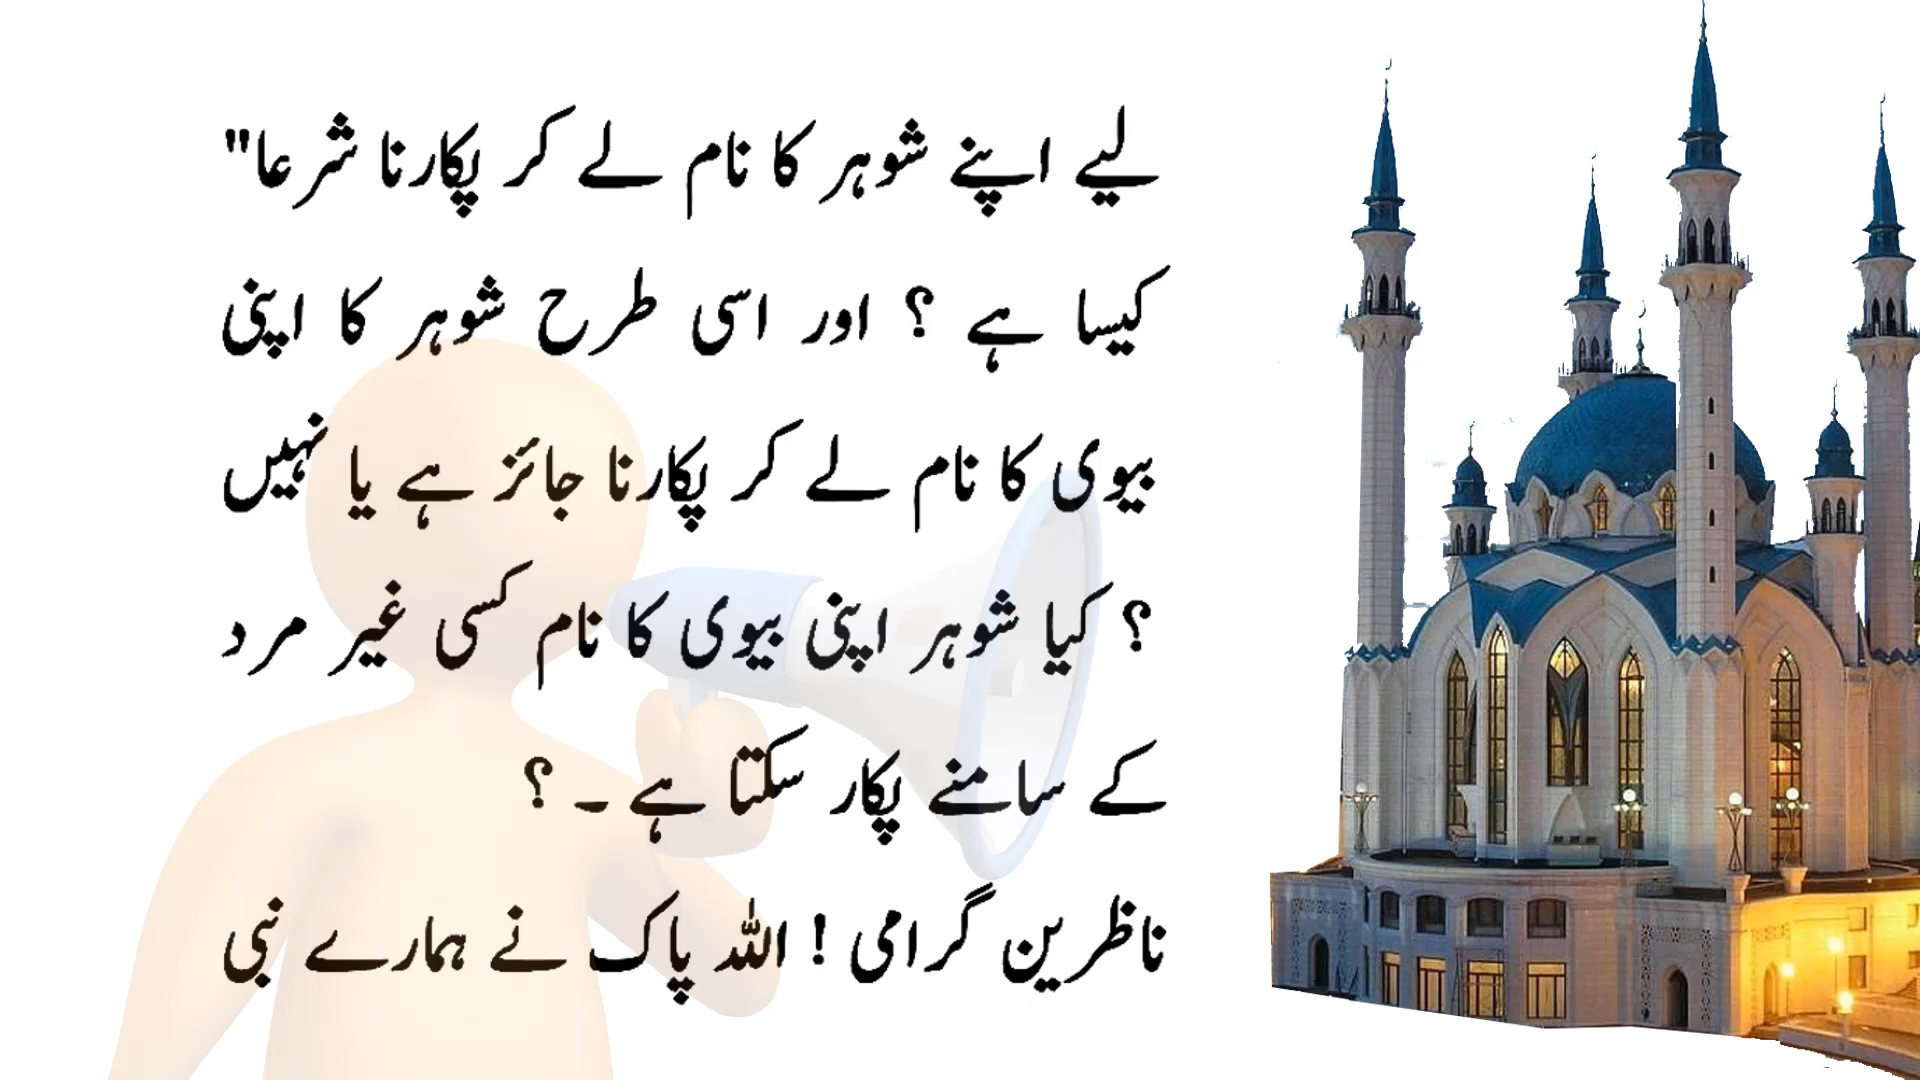 لیے اپنے شوہر کا نام لے کر پکارنا شرعا"
کیسا ہے ؟ اور اسی طرح شوہر کا اپنی
بیوی کا نام لے کر پکارنا جائز ہے یا نہیں
؟ کیا شوہر اپنی بیوی کا نام کسی غیر مرد
کے سامنے پکار سکتا ہے ۔ ؟
ناظرین گرامی ! اللہ پاک نے ہمارے نبی